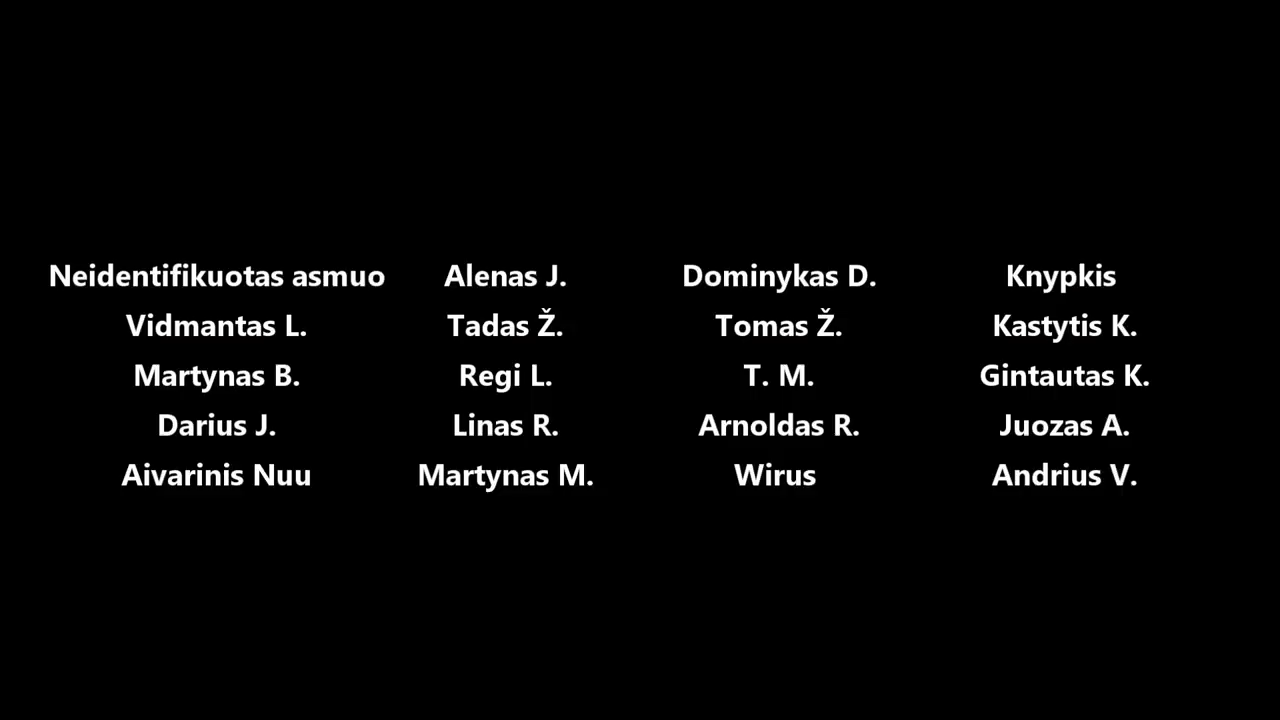 Neidentifikuotas asmuo Alenas J. Dominykas D. Knypkis
Vidmantas L. Tadas Ž. Tomas Ž. Kastytis K.
Martynas B. Regi L. T. M. Gintautas K.
Darius J. Linas R. Arnoldas R. Juozas A.
Aivarinis Nuu Martynas M. Wirus Andrius V.